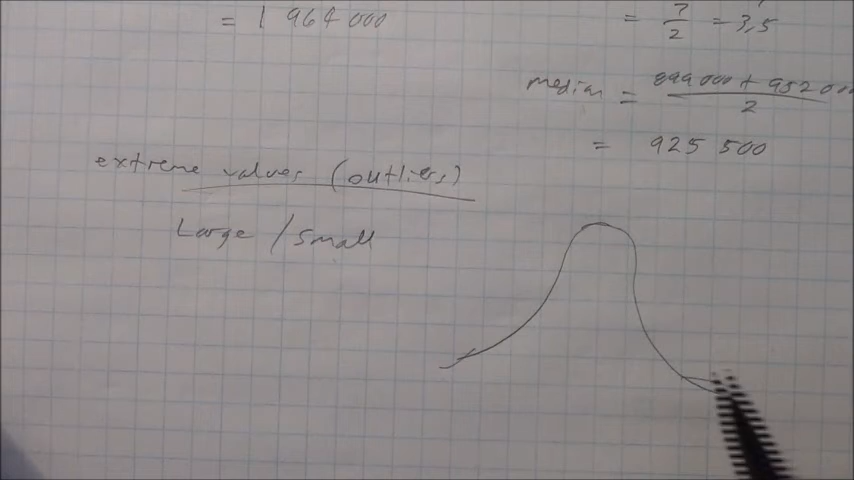 = 1 964 000
= 7/2 = 3,5
median = 899 000 + 952 000 / 2
= 925 500
extreme values (outliers)
Large / Small